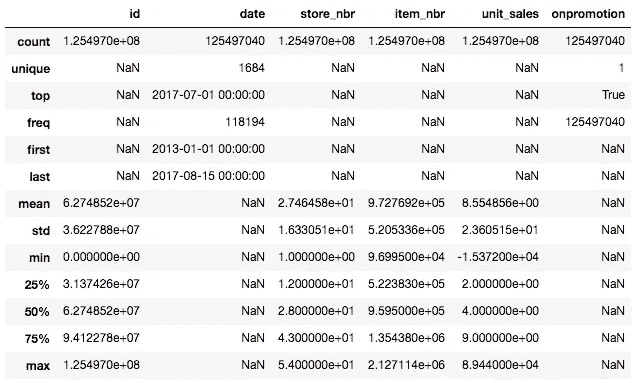 id date store_nbr item_nbr unit_sales onpromotion
count 1.254970e+08 125497040 1.254970e+08 1.254970e+08 1.254970e+08 125497040
unique NaN 1684 NaN NaN NaN 1
top NaN 2017-07-01 00:00:00 NaN NaN NaN True
freq NaN 118194 NaN NaN NaN 125497040
first NaN 2013-01-01 00:00:00 NaN NaN NaN NaN
last NaN 2017-08-15 00:00:00 NaN NaN NaN NaN
mean 6.274852e+07 NaN 2.746458e+01 9.727692e+05 8.554856e+00 NaN
std 3.622788e+07 NaN 1.633051e+01 5.205336e+05 2.360515e+01 NaN
min 0.000000e+00 NaN 1.000000e+00 9.699500e+04 -1.537200e+04 NaN
25% 3.137426e+07 NaN 1.200000e+01 5.223830e+05 2.000000e+00 NaN
50% 6.274852e+07 NaN 2.800000e+01 9.595000e+05 4.000000e+00 NaN
75% 9.412278e+07 NaN 4.300000e+01 1.354380e+06 9.000000e+00 NaN
max 1.254970e+08 NaN 5.400000e+01 2.127114e+06 8.944000e+04 NaN